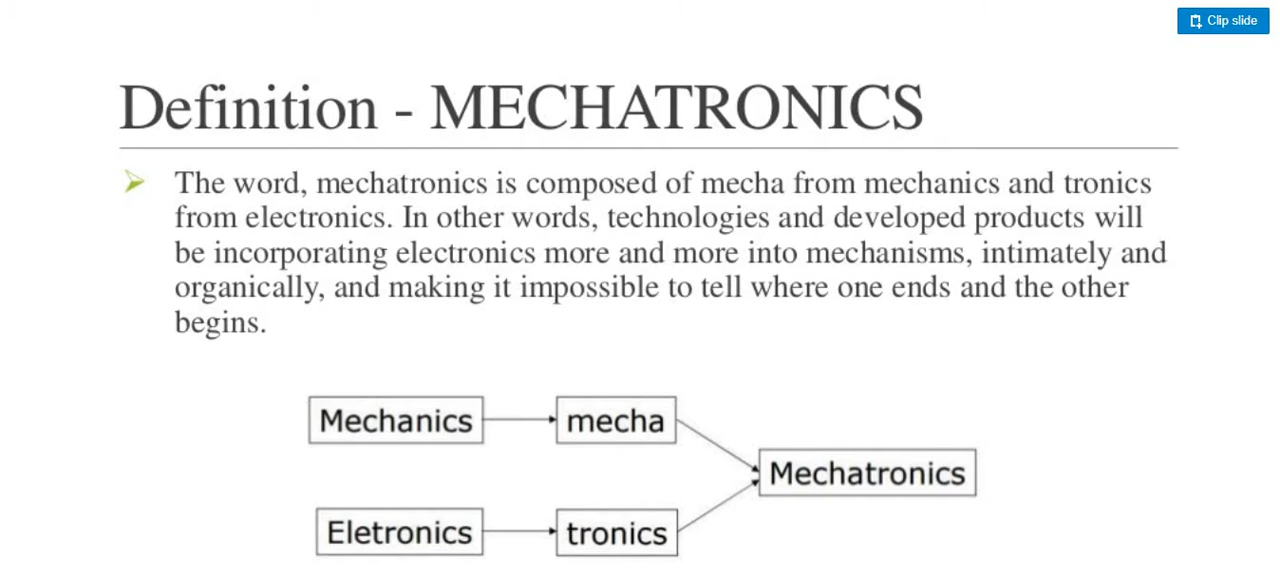 Clip slide
Definition - MECHATRONICS
The word, mechatronics is composed of mecha from mechanics and tronics
from electronics. In other words, technologies and developed products will
be incorporating electronics more and more into mechanisms, intimately and
organically, and making it impossible to tell where one ends and the other
begins.
Mechanics
mecha
Mechatronics
Eletronics
tronics